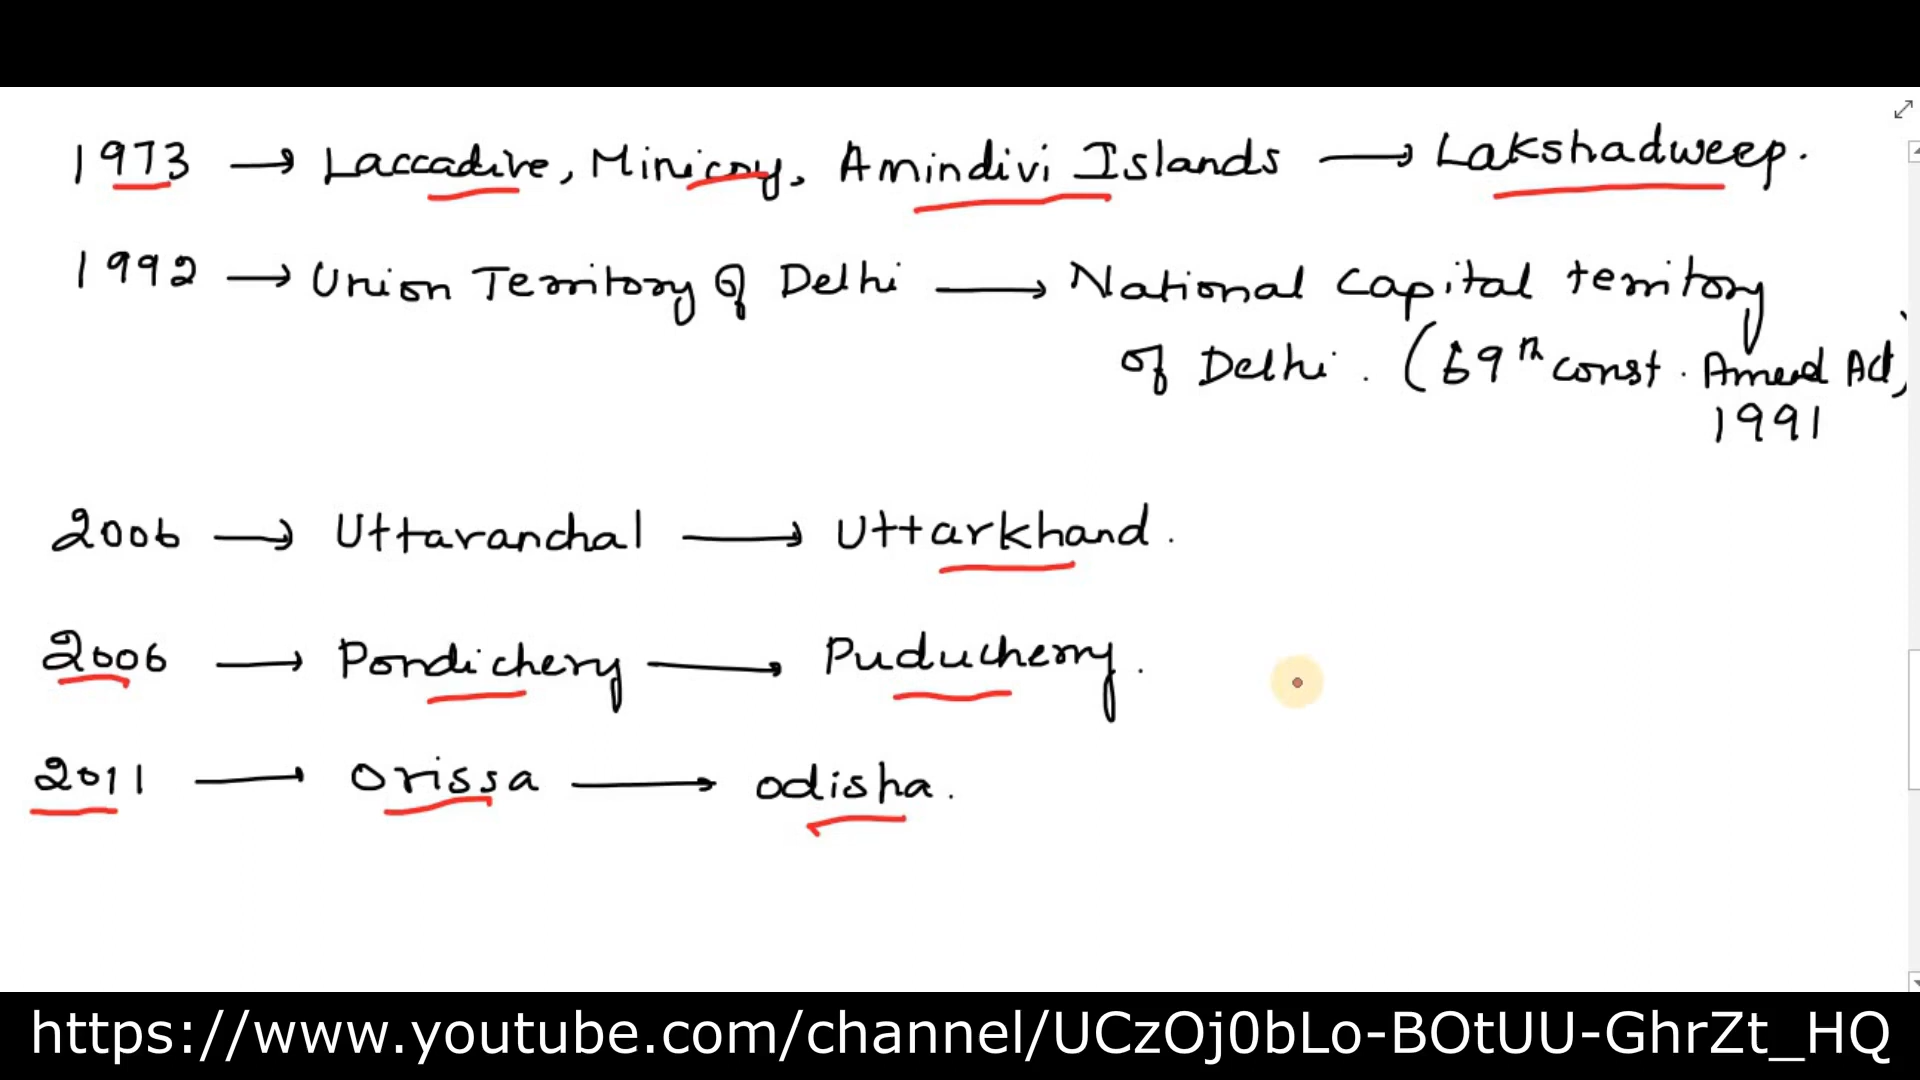 1973 → Laccadive, Minicoy, Amindivi Islands → Lakshadweep.
1992 → Union Territory of Delhi → National Capital territory
of Delhi. (69th const. Amend Act)
1991
2006 → Uttaranchal → Uttarkhand.
2006 → Pondichery → Puducherry.
2011 → Orissa → Odisha.
https://www.youtube.com/channel/UCzOj0bLo-BOtUU-GhrZt_HQ